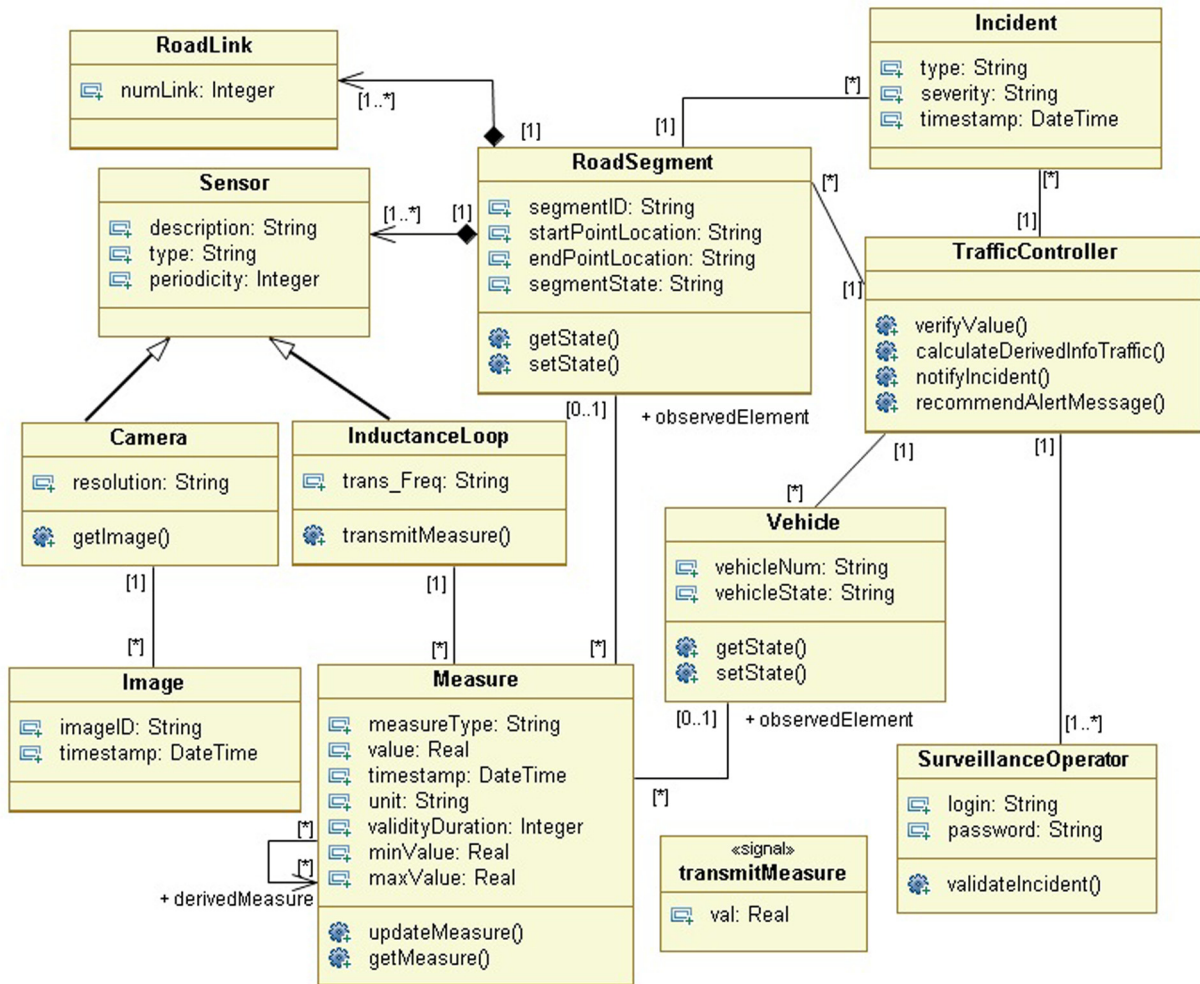 RoadLink
numLink: Integer
[1..*]
[1]
Incident
type: String
severity: String
timestamp: DateTime
[*]
[1]
[*]
[1]
Sensor
description: String
type: String
periodicity: Integer
[1..*]
[1]
RoadSegment
segmentID: String
startPointLocation: String
endPointLocation: String
segmentState: String
getState()
setState()
[*]
[1]
TrafficController
verifyValue()
calculateDerivedInfoTraffic()
notifyIncident()
recommendAlertMessage()
[0..1]
+ observedElement
[1]
[1]
Camera
resolution: String
getImage()
[1]
InductanceLoop
trans_Freq: String
transmitMeasure()
[1]
[*]
Vehicle
vehicleNum: String
vehicleState: String
getState()
setState()
[0..1]
+ observedElement
[*]
[*]
[*]
[*]
Image
imageID: String
timestamp: DateTime
Measure
measureType: String
value: Real
timestamp: DateTime
unit: String
validityDuration: Integer
minValue: Real
maxValue: Real
updateMeasure()
getMeasure()
[*]
[*]
+ derivedMeasure
«signal»
transmitMeasure
val: Real
[1..*]
SurveillanceOperator
login: String
password: String
validateIncident()